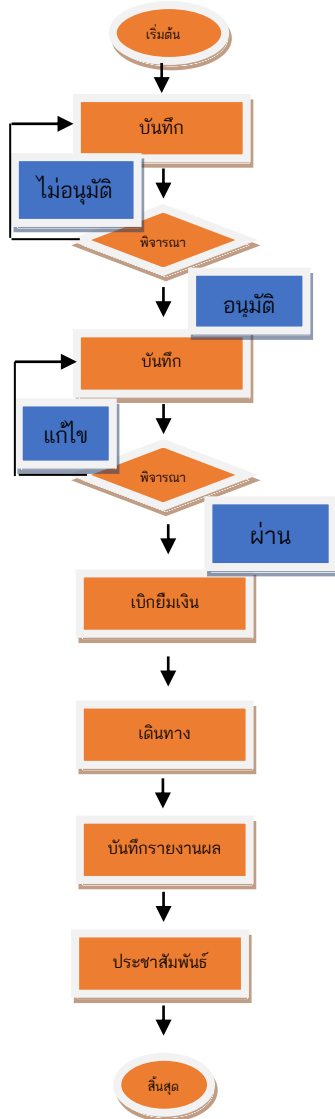 เริ่มต้น
บันทึก
ไม่อนุมัติ
พิจารณา
อนุมัติ
บันทึก
แก้ไข
พิจารณา
ผ่าน
เบิกยืมเงิน
เดินทาง
บันทึกรายงานผล
ประชาสัมพันธ์
สิ้นสุด